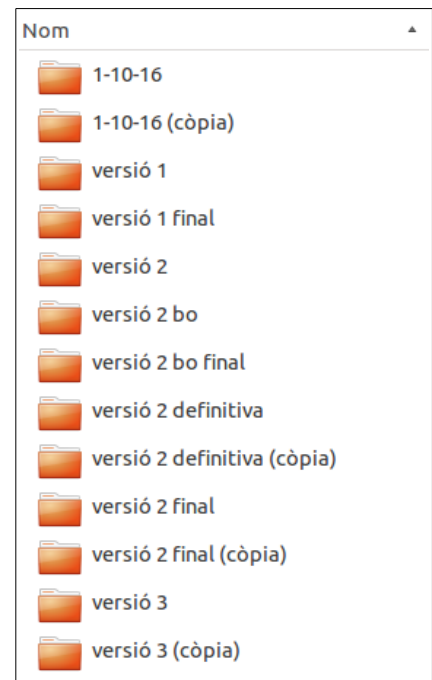 Nom
1-10-16
1-10-16 (còpia)
versió 1
versió 1 final
versió 2
versió 2 bo
versió 2 bo final
versió 2 definitiva
versió 2 definitiva (còpia)
versió 2 final
versió 2 final (còpia)
versió 3
versió 3 (còpia)